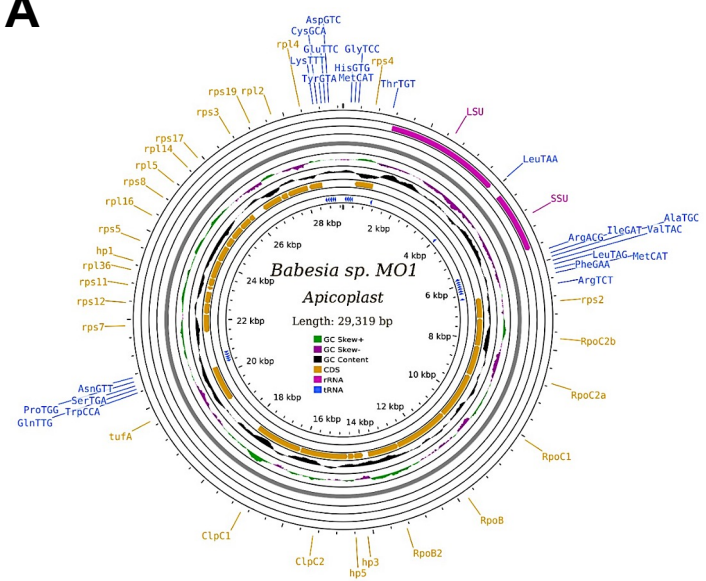 A
AspGTC
CysGCA
rpl4
GluTTC
GlyTCC
LysTTT
HisGTG
rps4
TyrGTA
MetCAT
ThrTGT
rps19
rpl2
rps3
LSU
rps17
rpl14
LeuTAA
rpl5
rps8
SSU
rpl16
AlaTGC
rps5
ArgACG
IleGAT
ValTAC
hp1
LeuTAG
MetCAT
rpl36
PheGAA
rps11
ArgTCT
rps12
rps2
rps7
RpoC2b
AsnGTT
RpoC2a
SerTGA
ProTGG
TrpCCA
GlnTTG
tufA
RpoC1
RpoB
ClpC1
RpoB2
ClpC2
hp3
hp5
28 kbp
2 kbp
26 kbp
4 kbp
24 kbp
6 kbp
22 kbp
8 kbp
20 kbp
10 kbp
18 kbp
12 kbp
16 kbp
14 kbp
Babesia sp. MO1
Apicoplast
Length: 29,319 bp
GC Skew+
GC Skew-
GC Content
CDS
rRNA
tRNA